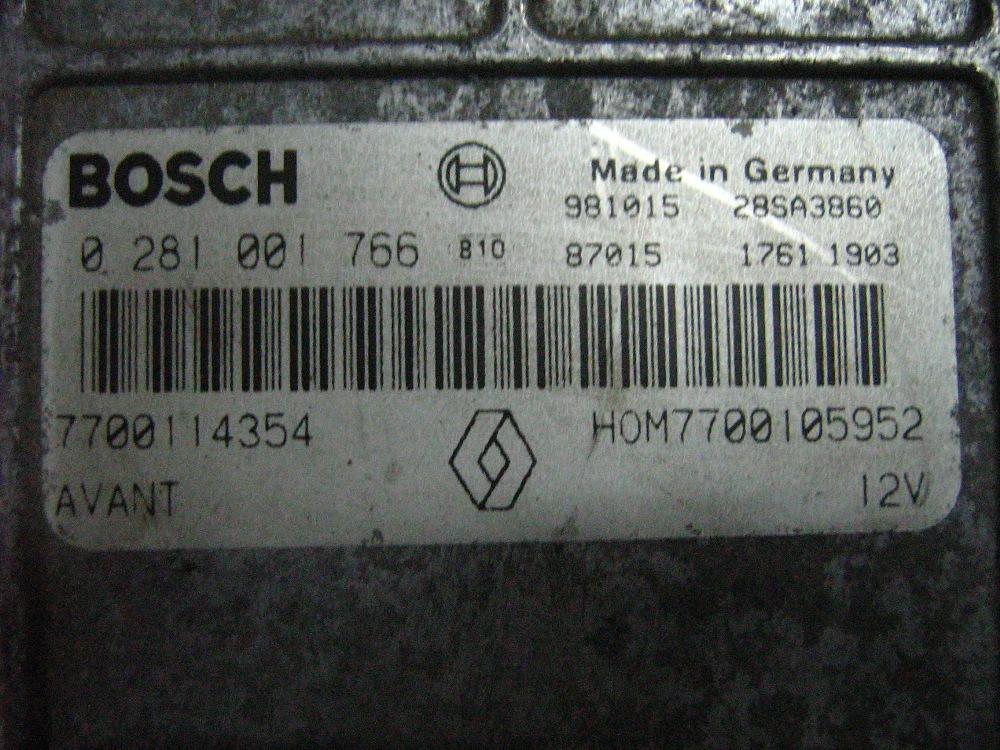 BOSCH Made in Germany
981015 28SA3860
0 281 001 766 810 87015 1761 1903
7700114354 HOM7700105952
AVANT 12V